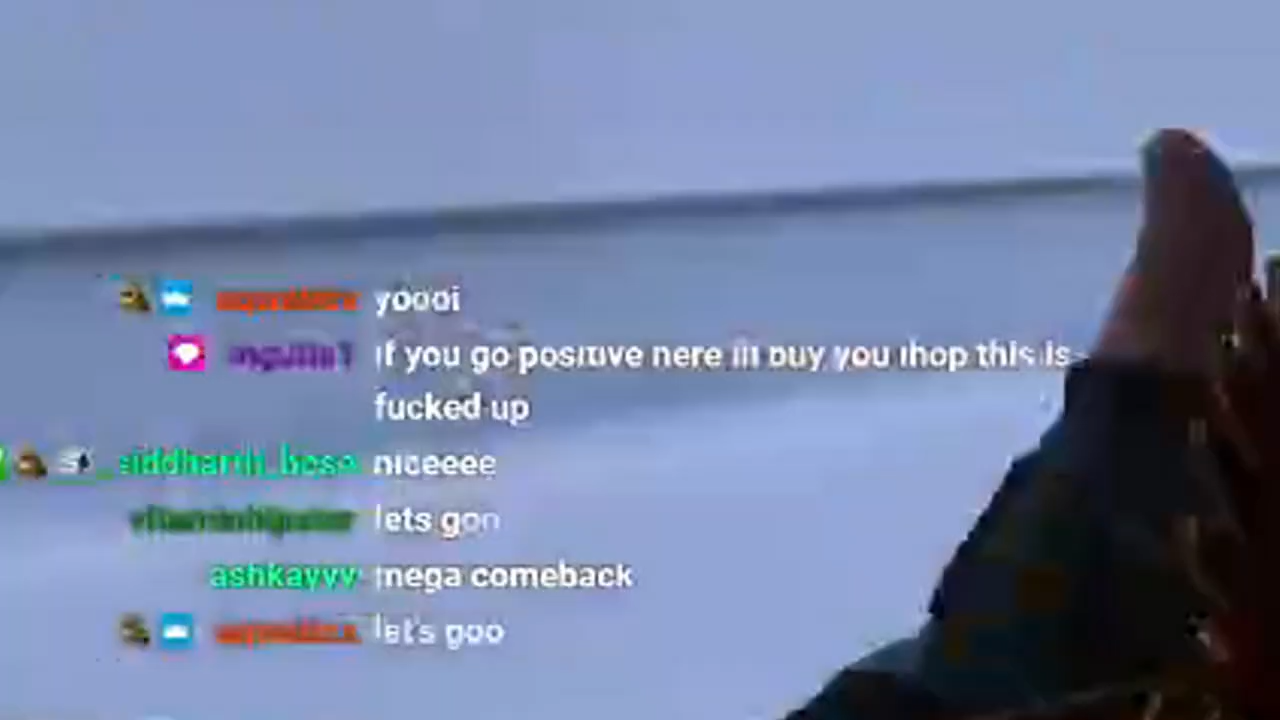 yoooi
if you go positive here ill buy you ihop this is
fucked up
niceeee
lets goo
ashkayvv mega comeback
let's goo